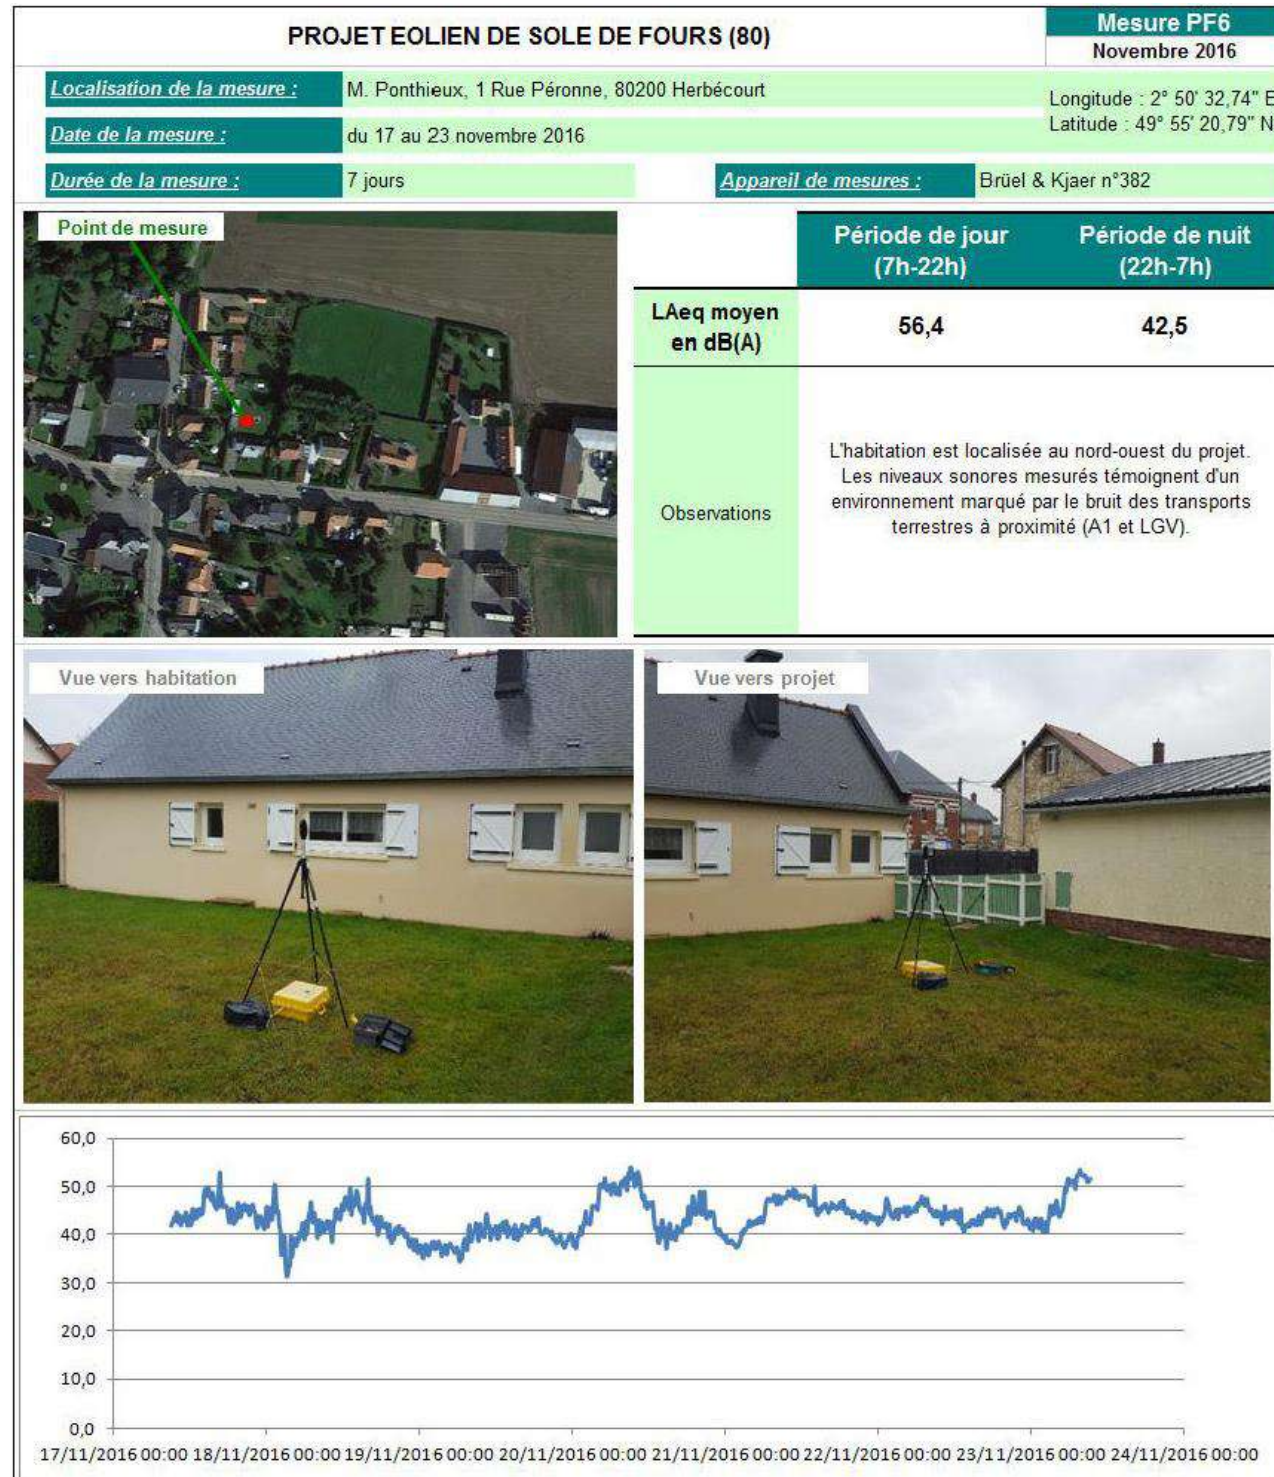 PROJET EOLIEN DE SOLE DE FOURS (80)
Mesure PF6
Novembre 2016
Localisation de la mesure :
M. Ponthieux, 1 Rue Péronne, 80200 Herbécourt
Longitude : 2° 50' 32,74" E
Latitude : 49° 55' 20,79" N
Date de la mesure :
du 17 au 23 novembre 2016
Durée de la mesure :
7 jours
Appareil de mesures :
Brüel & Kjaer n°382
Point de mesure
Période de jour
(7h-22h)
Période de nuit
(22h-7h)
LAeq moyen
en dB(A)
56,4
42,5
Observations
L'habitation est localisée au nord-ouest du projet.
Les niveaux sonores mesurés témoignent d'un
environnement marqué par le bruit des transports
terrestres à proximité (A1 et LGV).
Vue vers habitation
Vue vers projet
60,0
50,0
40,0
30,0
20,0
10,0
0,0
17/11/2016 00:00 18/11/2016 00:00 19/11/2016 00:00 20/11/2016 00:00 21/11/2016 00:00 22/11/2016 00:00 23/11/2016 00:00 24/11/2016 00:00